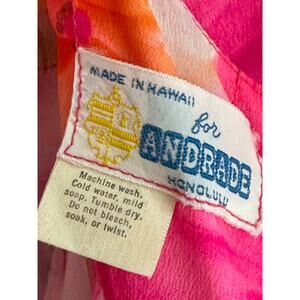 MADE IN HAWAII
for
ANDRADE
HONOLULU
Machine wash.
Cold water, mild
soap. Tumble dry.
Do not bleach,
soak, or twist.